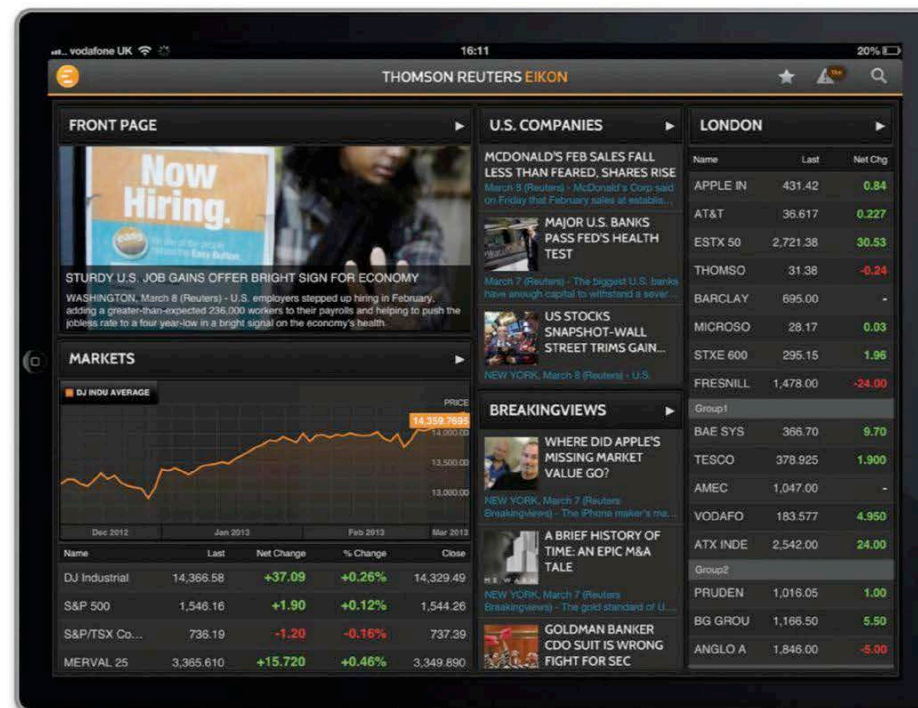 vodafone UK
16:11
20%
THOMSON REUTERS EIKON
FRONT PAGE
Now
Hiring.
easy
Easy Button.
STURDY U.S. JOB GAINS OFFER BRIGHT SIGN FOR ECONOMY
WASHINGTON, March 8 (Reuters) - U.S. employers stepped up hiring in February,
adding a greater-than-expected 236,000 workers to their payrolls and helping to push the
jobless rate to a four year-low in a bright signal on the economy's health.
MARKETS
DJ INDU AVERAGE
PRICE
14,359.7695
14,000.00
13,500.00
13,000.00
Dec 2012 Jan 2013 Feb 2013 Mar 2013
Name Last Net Change % Change Close
DJ Industrial 14,366.58 +37.09 +0.26% 14,329.49
S&P 500 1,546.16 +1.90 +0.12% 1,544.26
S&P/TSX Co... 736.19 -1.20 -0.16% 737.39
MERVAL 25 3,365.610 +15.720 +0.46% 3,349.890
U.S. COMPANIES
MCDONALD'S FEB SALES FALL
LESS THAN FEARED, SHARES RISE
March 8 (Reuters) - McDonald's Corp said
on Friday that February sales at establis...
MAJOR U.S. BANKS
PASS FED'S HEALTH
TEST
March 7 (Reuters) - The biggest U.S. banks
have enough capital to withstand a sever...
US STOCKS
SNAPSHOT-WALL
STREET TRIMS GAIN...
NEW YORK, March 8 (Reuters) - U.S.
BREAKINGVIEWS
WHERE DID APPLE'S
MISSING MARKET
VALUE GO?
NEW YORK, March 7 (Reuters
Breakingviews) - The iPhone maker's ma...
A BRIEF HISTORY OF
TIME: AN EPIC M&A
TALE
NEW YORK, March 7 (Reuters
Breakingviews) - The gold standard of U...
GOLDMAN BANKER
CDO SUIT IS WRONG
FIGHT FOR SEC
LONDON
Name Last Net Chg
APPLE IN 431.42 0.84
AT&T 36.617 0.227
ESTX 50 2,721.38 30.53
THOMSO 31.38 -0.24
BARCLAY 695.00 -
MICROSO 28.17 0.03
STXE 600 295.15 1.96
FRESNILL 1,478.00 -24.00
Group1
BAE SYS 366.70 9.70
TESCO 378.925 1.900
AMEC 1,047.00 -
VODAFO 183.577 4.950
ATX INDE 2,542.00 24.00
Group2
PRUDEN 1,016.05 1.00
BG GROU 1,166.50 5.50
ANGLO A 1,846.00 -5.00